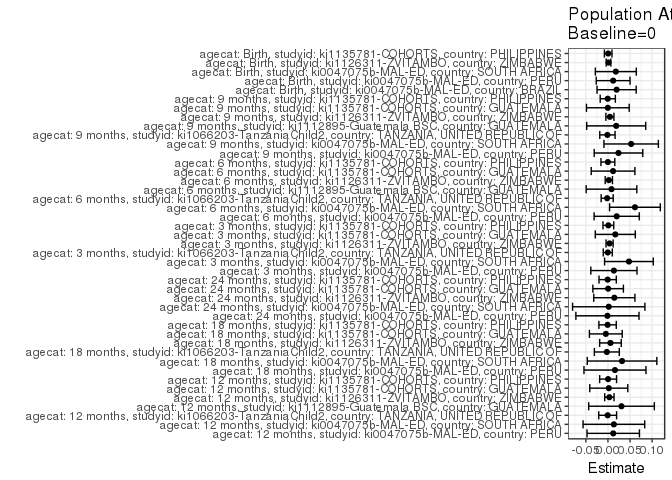 Population At
Baseline=0
agecat: Birth, studyid: ki1135781-COHORTS, country: PHILIPPINES
agecat: Birth, studyid: ki1126311-ZVITAMBO, country: ZIMBABWE
agecat: Birth, studyid: ki0047075b-MAL-ED, country: SOUTH AFRICA
agecat: Birth, studyid: ki0047075b-MAL-ED, country: PERU
agecat: Birth, studyid: ki0047075b-MAL-ED, country: BRAZIL
agecat: 9 months, studyid: ki1135781-COHORTS, country: PHILIPPINES
agecat: 9 months, studyid: ki1135781-COHORTS, country: GUATEMALA
agecat: 9 months, studyid: ki1126311-ZVITAMBO, country: ZIMBABWE
agecat: 9 months, studyid: ki1112895-Guatemala BSC, country: GUATEMALA
agecat: 9 months, studyid: ki1066203-TanzaniaChild2, country: TANZANIA, UNITED REPUBLIC OF
agecat: 9 months, studyid: ki0047075b-MAL-ED, country: SOUTH AFRICA
agecat: 9 months, studyid: ki0047075b-MAL-ED, country: PERU
agecat: 6 months, studyid: ki1135781-COHORTS, country: PHILIPPINES
agecat: 6 months, studyid: ki1135781-COHORTS, country: GUATEMALA
agecat: 6 months, studyid: ki1126311-ZVITAMBO, country: ZIMBABWE
agecat: 6 months, studyid: ki1112895-Guatemala BSC, country: GUATEMALA
agecat: 6 months, studyid: ki1066203-TanzaniaChild2, country: TANZANIA, UNITED REPUBLIC OF
agecat: 6 months, studyid: ki0047075b-MAL-ED, country: SOUTH AFRICA
agecat: 6 months, studyid: ki0047075b-MAL-ED, country: PERU
agecat: 3 months, studyid: ki1135781-COHORTS, country: PHILIPPINES
agecat: 3 months, studyid: ki1135781-COHORTS, country: GUATEMALA
agecat: 3 months, studyid: ki1126311-ZVITAMBO, country: ZIMBABWE
agecat: 3 months, studyid: ki1066203-TanzaniaChild2, country: TANZANIA, UNITED REPUBLIC OF
agecat: 3 months, studyid: ki0047075b-MAL-ED, country: SOUTH AFRICA
agecat: 3 months, studyid: ki0047075b-MAL-ED, country: PERU
agecat: 24 months, studyid: ki1135781-COHORTS, country: PHILIPPINES
agecat: 24 months, studyid: ki1135781-COHORTS, country: GUATEMALA
agecat: 24 months, studyid: ki1126311-ZVITAMBO, country: ZIMBABWE
agecat: 24 months, studyid: ki0047075b-MAL-ED, country: SOUTH AFRICA
agecat: 24 months, studyid: ki0047075b-MAL-ED, country: PERU
agecat: 18 months, studyid: ki1135781-COHORTS, country: PHILIPPINES
agecat: 18 months, studyid: ki1135781-COHORTS, country: GUATEMALA
agecat: 18 months, studyid: ki1126311-ZVITAMBO, country: ZIMBABWE
agecat: 18 months, studyid: ki1066203-TanzaniaChild2, country: TANZANIA, UNITED REPUBLIC OF
agecat: 18 months, studyid: ki0047075b-MAL-ED, country: SOUTH AFRICA
agecat: 18 months, studyid: ki0047075b-MAL-ED, country: PERU
agecat: 12 months, studyid: ki1135781-COHORTS, country: PHILIPPINES
agecat: 12 months, studyid: ki1135781-COHORTS, country: GUATEMALA
agecat: 12 months, studyid: ki1126311-ZVITAMBO, country: ZIMBABWE
agecat: 12 months, studyid: ki1112895-Guatemala BSC, country: GUATEMALA
agecat: 12 months, studyid: ki1066203-TanzaniaChild2, country: TANZANIA, UNITED REPUBLIC OF
agecat: 12 months, studyid: ki0047075b-MAL-ED, country: SOUTH AFRICA
agecat: 12 months, studyid: ki0047075b-MAL-ED, country: PERU
-0.05 0.00 0.05 0.10
Estimate